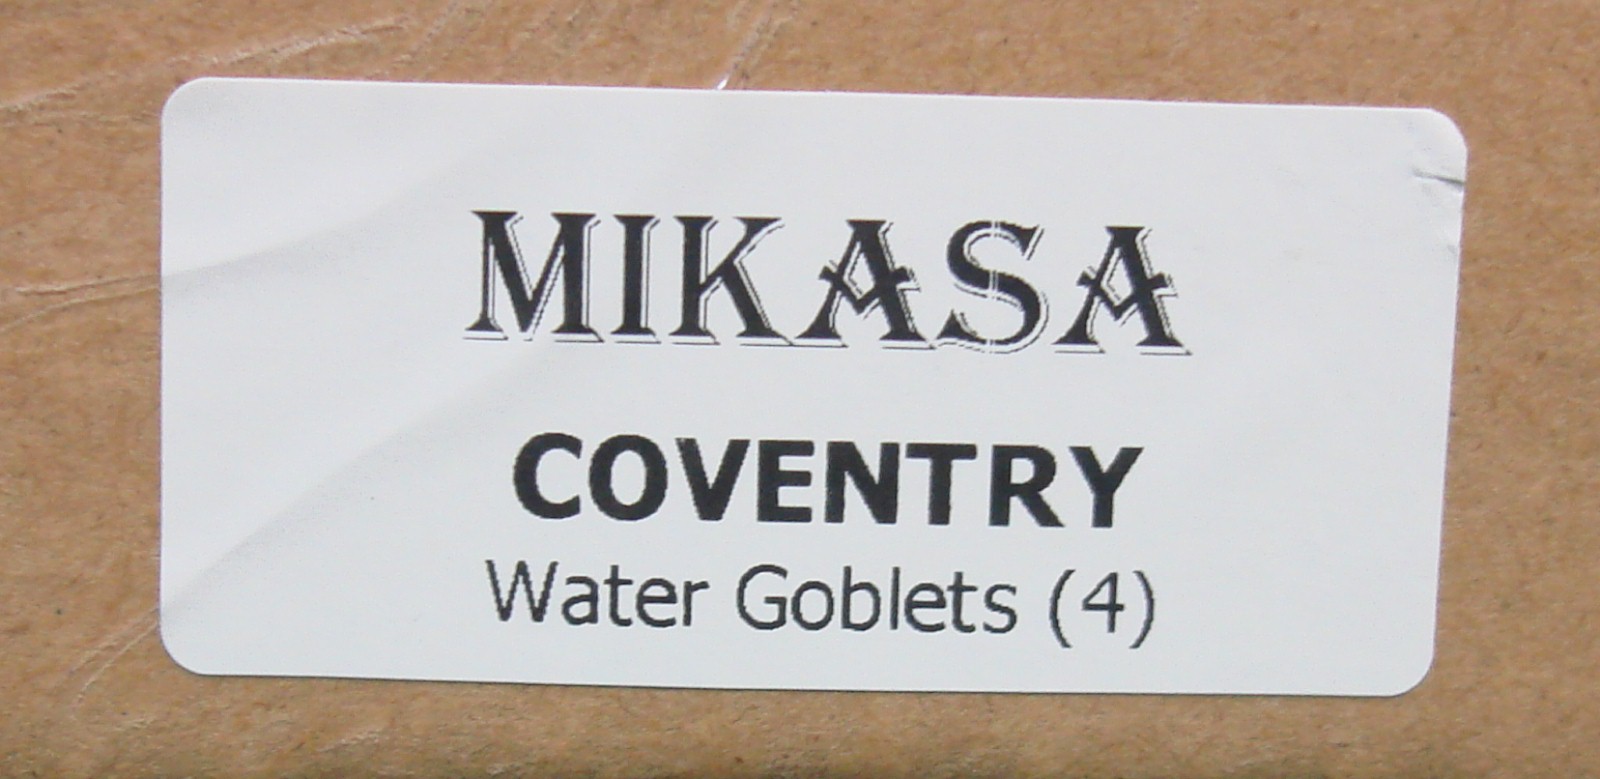 MIKASA
COVENTRY
Water Goblets (4)